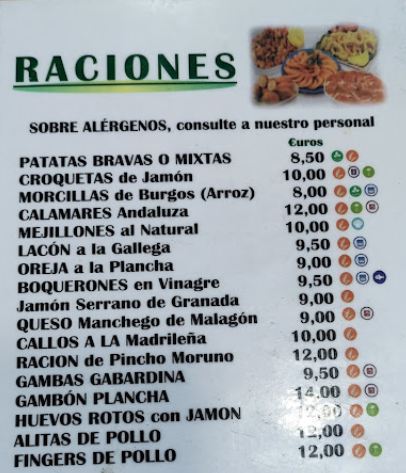 RACIONES
SOBRE ALÉRGENOS, consulte a nuestro personal
€uros
PATATAS BRAVAS O MIXTAS 8,50
CROQUETAS de Jamón 10,00
MORCILLAS de Burgos (Arroz) 8,00
CALAMARES Andaluza 12,00
MEJILLONES al Natural 10,00
LACÓN a la Gallega 9,50
OREJA a la Plancha 9,00
BOQUERONES en Vinagre 9,50
Jamón Serrano de Granada 9,00
QUESO Manchego de Malagón 9,00
CALLOS A LA Madrileña 10,00
RACION de Pincho Moruno 12,00
GAMBAS GABARDINA 9,50
GAMBÓN PLANCHA 14,00
HUEVOS ROTOS con JAMON
ALITAS DE POLLO 12,00
FINGERS DE POLLO 12,00